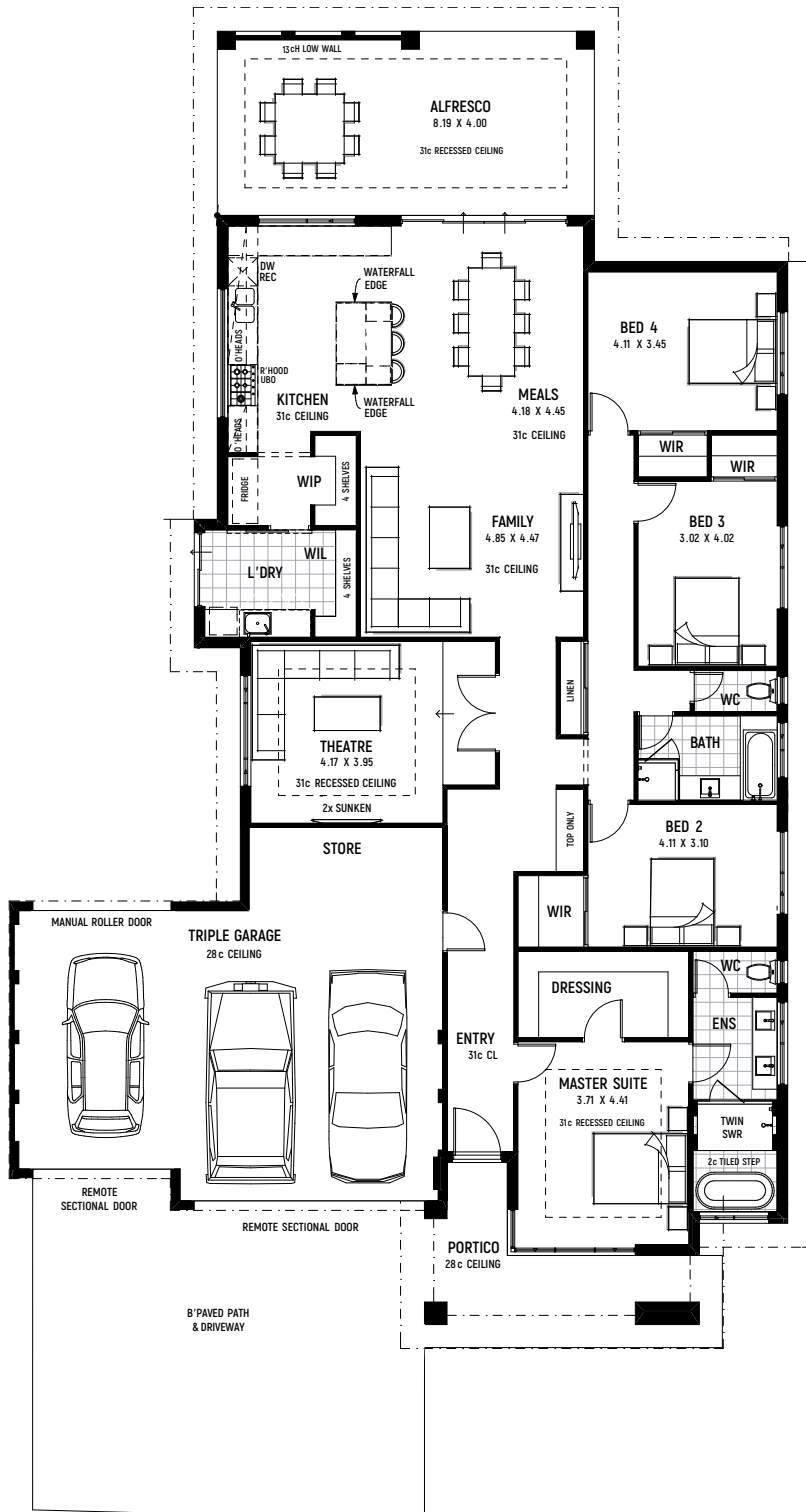 13cH LOW WALL
ALFRESCO
8.19 X 4.00
31c RECESSED CEILING
DW
REC
WATERFALL
EDGE
O'HEADS
R'HOOD
UBO
KITCHEN
31c CEILING
WATERFALL
EDGE
O'HEADS
MEALS
4.18 X 4.45
31c CEILING
BED 4
4.11 X 3.45
WIR
WIR
FRIDGE
WIP
4 SHELVES
FAMILY
4.85 X 4.47
31c CEILING
BED 3
3.02 X 4.02
WIL
L'DRY
4 SHELVES
LINEN
WC
BATH
THEATRE
4.17 X 3.95
31c RECESSED CEILING
2x SUNKEN
STORE
TOP ONLY
BED 2
4.11 X 3.10
WIR
MANUAL ROLLER DOOR
TRIPLE GARAGE
28c CEILING
WC
DRESSING
ENS
ENTRY
31c CL
MASTER SUITE
3.71 X 4.41
31c RECESSED CEILING
TWIN
SWR
2c TILED STEP
REMOTE
SECTIONAL DOOR
REMOTE SECTIONAL DOOR
PORTICO
28c CEILING
B'PAVED PATH
& DRIVEWAY